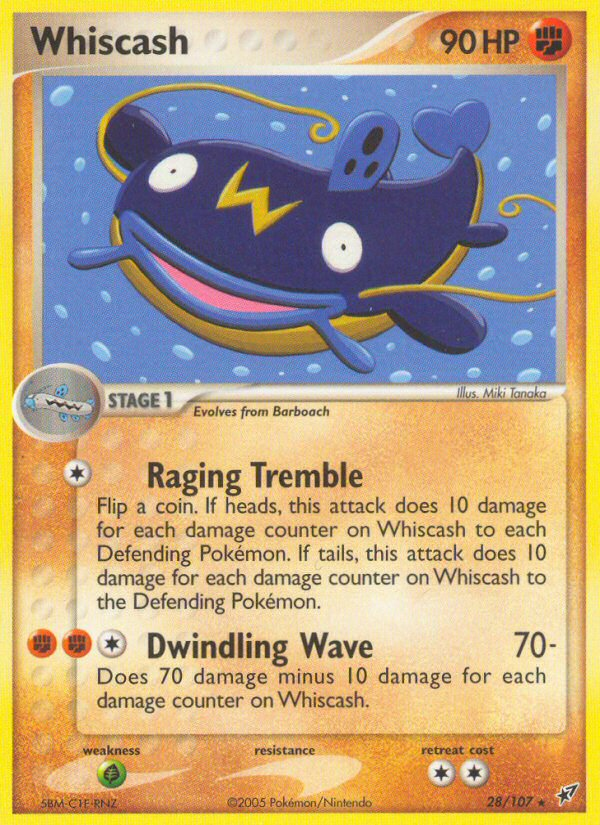 Whiscash 90 HP
Illus. Miki Tanaka
STAGE 1
Evolves from Barboach
Raging Tremble
Flip a coin. If heads, this attack does 10 damage
for each damage counter on Whiscash to each
Defending Pokémon. If tails, this attack does 10
damage for each damage counter on Whiscash to
the Defending Pokémon.
Dwindling Wave 70-
Does 70 damage minus 10 damage for each
damage counter on Whiscash.
weakness resistance retreat cost
5BM-C1F-RNZ ©2005 Pokémon/Nintendo 28/107 ★